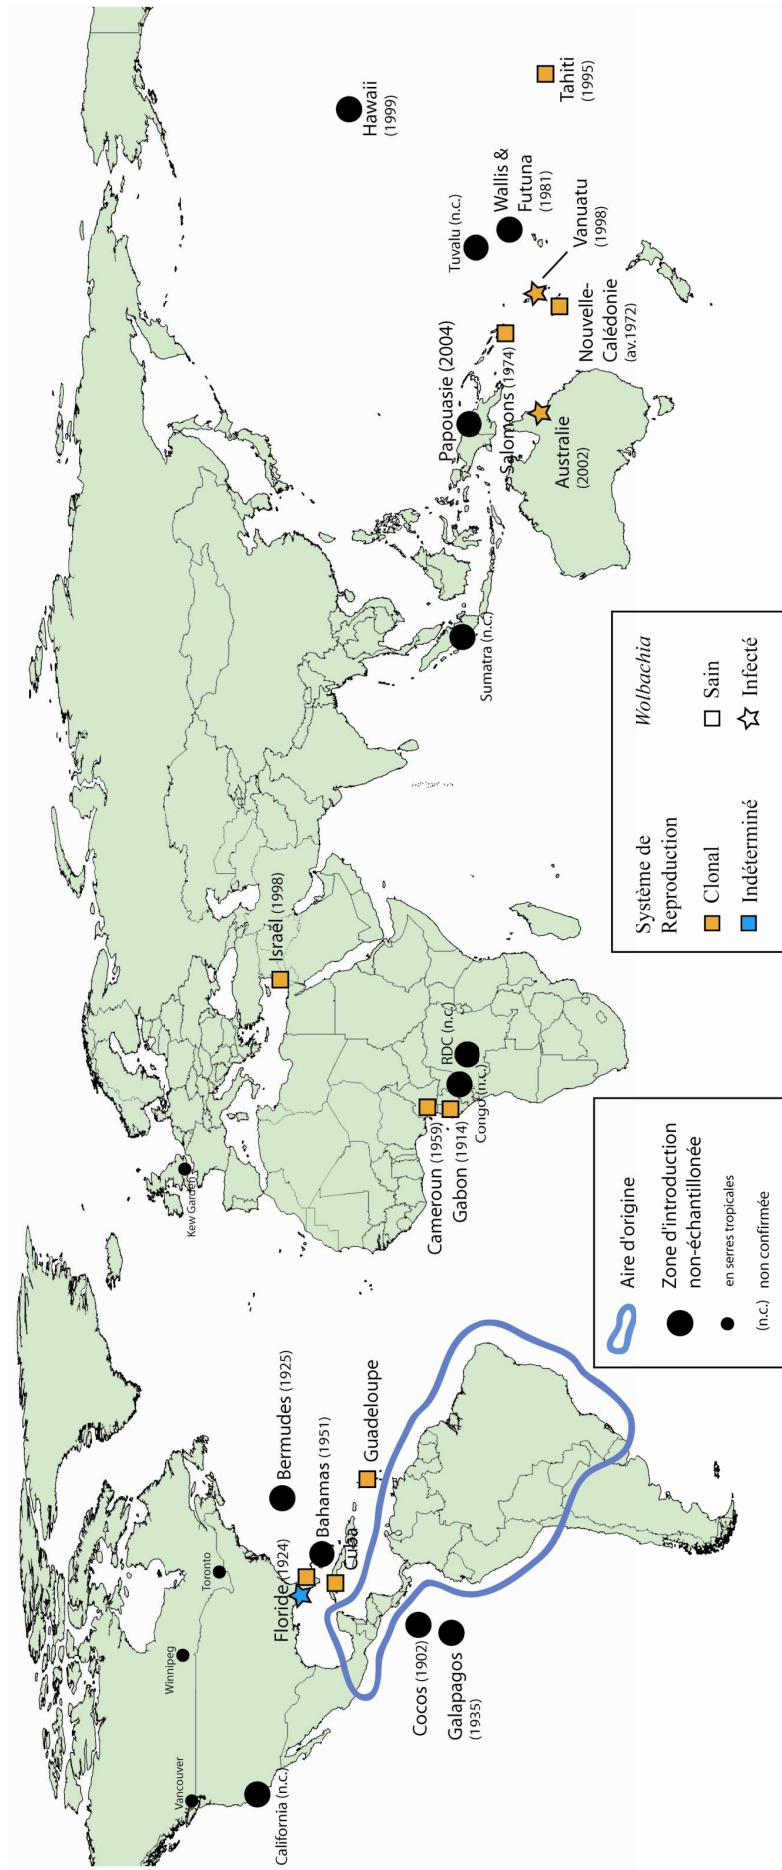 Vancouver
Winnipeg
Toronto
California (n.c.)
Floride (1924)
Bermudes (1925)
Bahamas (1951)
Cuba
Guadeloupe
Cocos (1902)
Galapagos
(1935)
Kew Garden
Israël (1998)
Cameroun (1959)
Gabon (1914)
Congo (n.c.)
RDC (n.c.)
Sumatra (n.c.)
Papouasie (2004)
Salomons (1974)
Australie
(2002)
Nouvelle-
Calédonie
(av.1972)
Vanuatu
(1998)
Tuvalu (n.c.)
Wallis &
Futuna
(1981)
Hawaii
(1999)
Tahiti
(1995)
Aire d'origine
Zone d'introduction
non-échantillonée
en serres tropicales
(n.c.) non confirmée
Système de
Reproduction
Clonal
Indéterminé
Wolbachia
Sain
Infecté